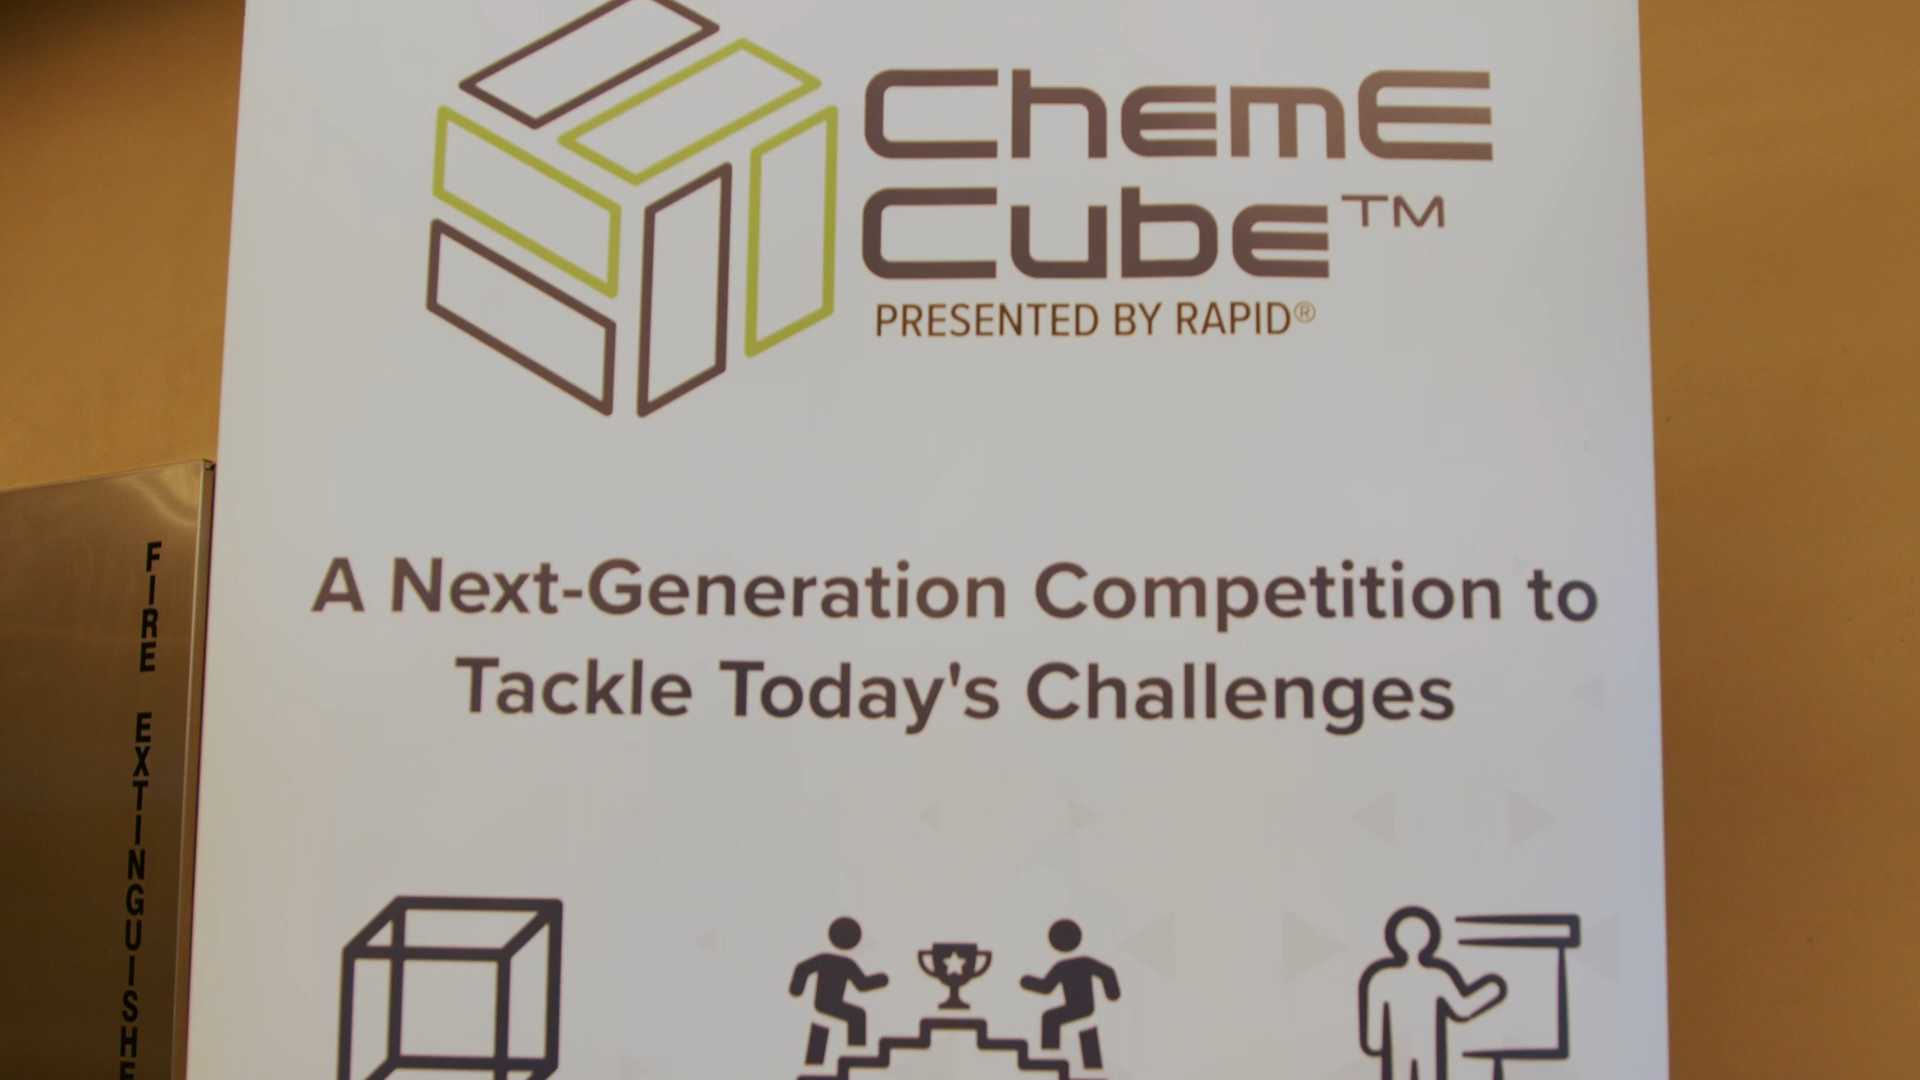 ChemE
Cube™
PRESENTED BY RAPID®
A Next-Generation Competition to
Tackle Today's Challenges
FIRE EXTINGUISHE